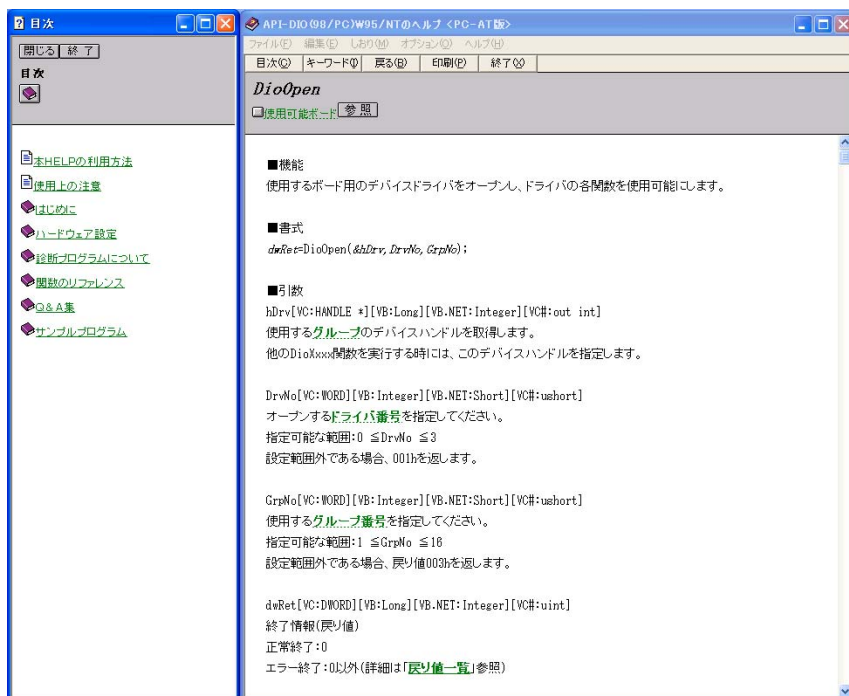 目次
閉じる 終了
目次
本HELPの利用方法
使用上の注意
はじめに
ハードウェア設定
診断プログラムについて
関数のリファレンス
Q&A集
サンプルプログラム
API-DIO(98/PC)W95/NTのヘルプ <PC-AT版>
ファイル(F) 編集(E) しおり(M) オプション(O) ヘルプ(H)
目次(C) キーワード(I) 戻る(B) 印刷(P) 終了(X)
DioOpen
使用可能ボード 参照
■機能
使用するボード用のデバイスドライバをオープンし、ドライバの各関数を使用可能にします。
■書式
dwRet=DioOpen(&hDrv,DrvNo,GrpNo);
■引数
hDrv[VC:HANDLE *][VB:Long][VB.NET:Integer][VC#:out int]
使用するグループのデバイスハンドルを取得します。
他のDioXxxx関数を実行する時には、このデバイスハンドルを指定します。
DrvNo[VC:WORD][VB:Integer][VB.NET:Short][VC#:ushort]
オープンするドライバ番号を指定してください。
指定可能な範囲:0 ≦DrvNo ≦3
設定範囲外である場合、001hを返します。
GrpNo[VC:WORD][VB:Integer][VB.NET:Short][VC#:ushort]
使用するグループ番号を指定してください。
指定可能な範囲:1 ≦GrpNo ≦16
設定範囲外である場合、戻り値003hを返します。
dwRet[VC:DWORD][VB:Long][VB.NET:Integer][VC#:uint]
終了情報(戻り値)
正常終了:0
エラー終了:0以外(詳細は「戻り値一覧」参照)